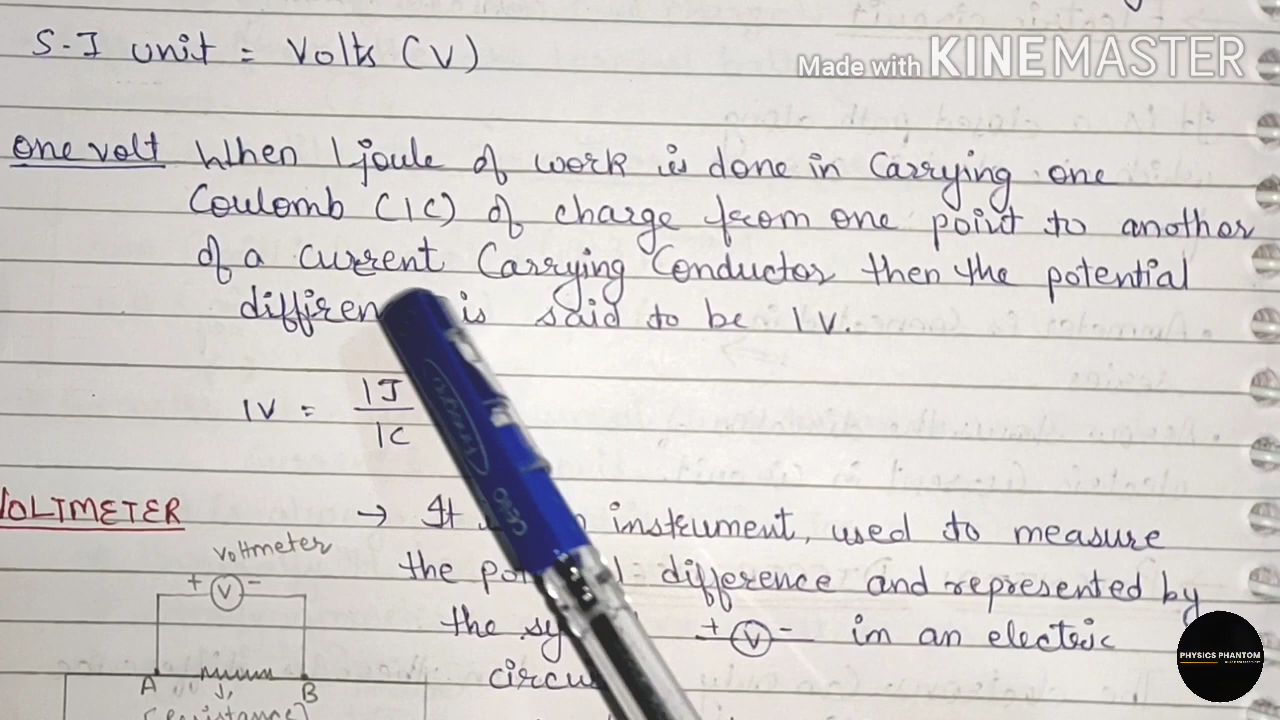 S.I unit = Volts (V)
Made with KINEMASTER
One volt When 1 joule of work is done in Carrying one
Coulomb (1C) of charge from one point to another
of a current Carrying Conductor then the potential
diffiren is said to be 1V.
1V = 1J
1C
VOLTMETER
→ It instrument, used to measure
the difference and represented by
the + V - in an electric
circu
voltmeter
+ V -
A B
(Resistance)
cello
PHYSICS PHANTOM